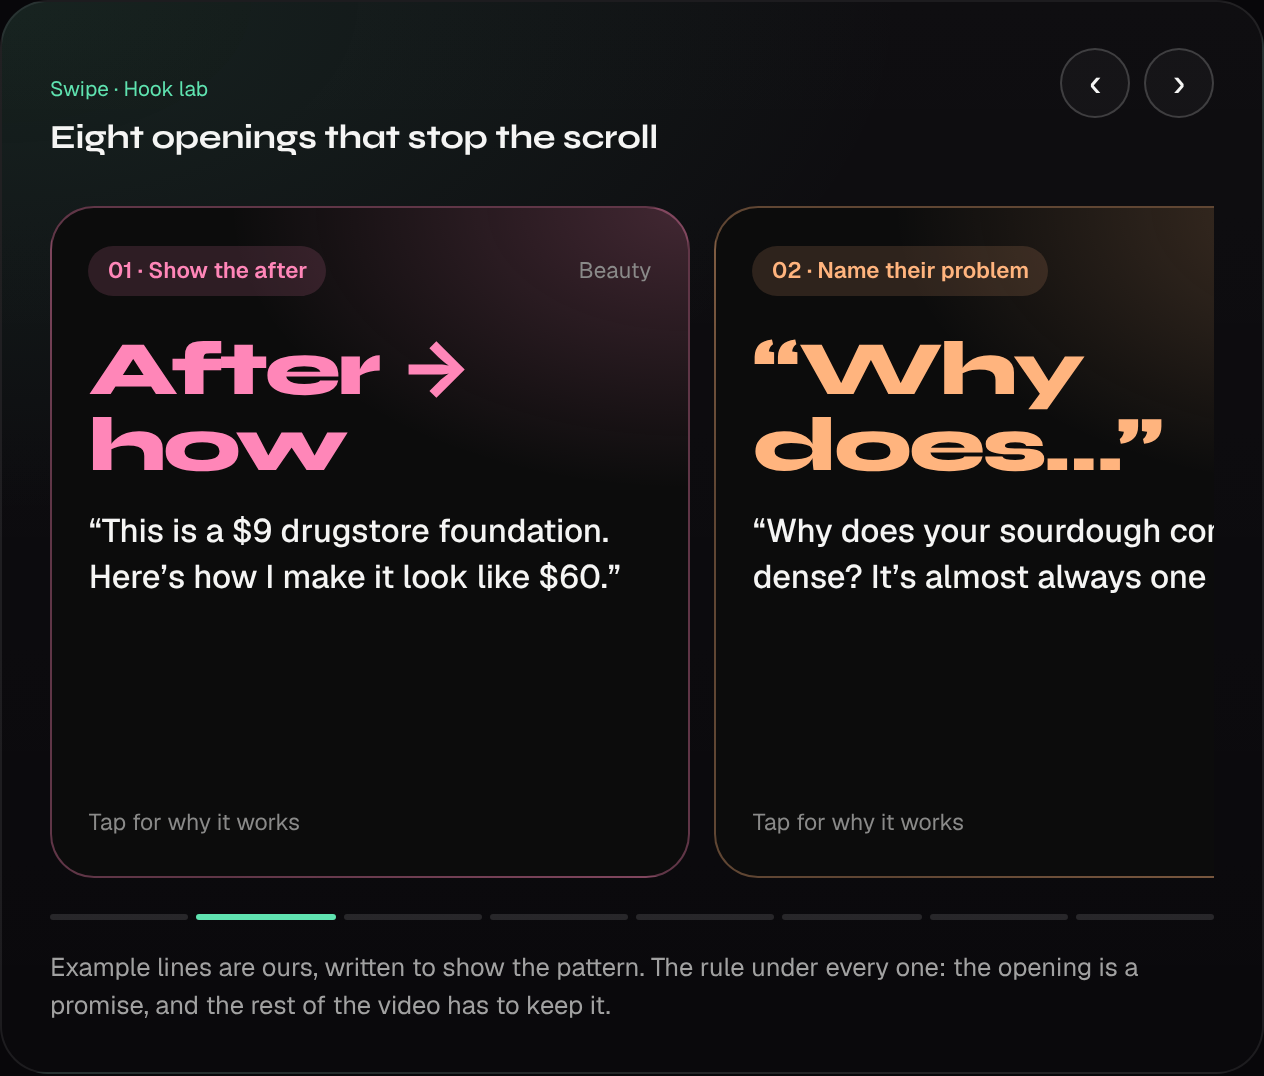 Swipe · Hook lab
Eight openings that stop the scroll
‹ ›
01 · Show the after
Beauty
After →
how
“This is a $9 drugstore foundation.
Here’s how I make it look like $60.”
Tap for why it works
02 · Name their problem
“Why
does...”
“Why does your sourdough
dense? It’s almost always one
Tap for why it works
Example lines are ours, written to show the pattern. The rule under every one: the opening is a
promise, and the rest of the video has to keep it.